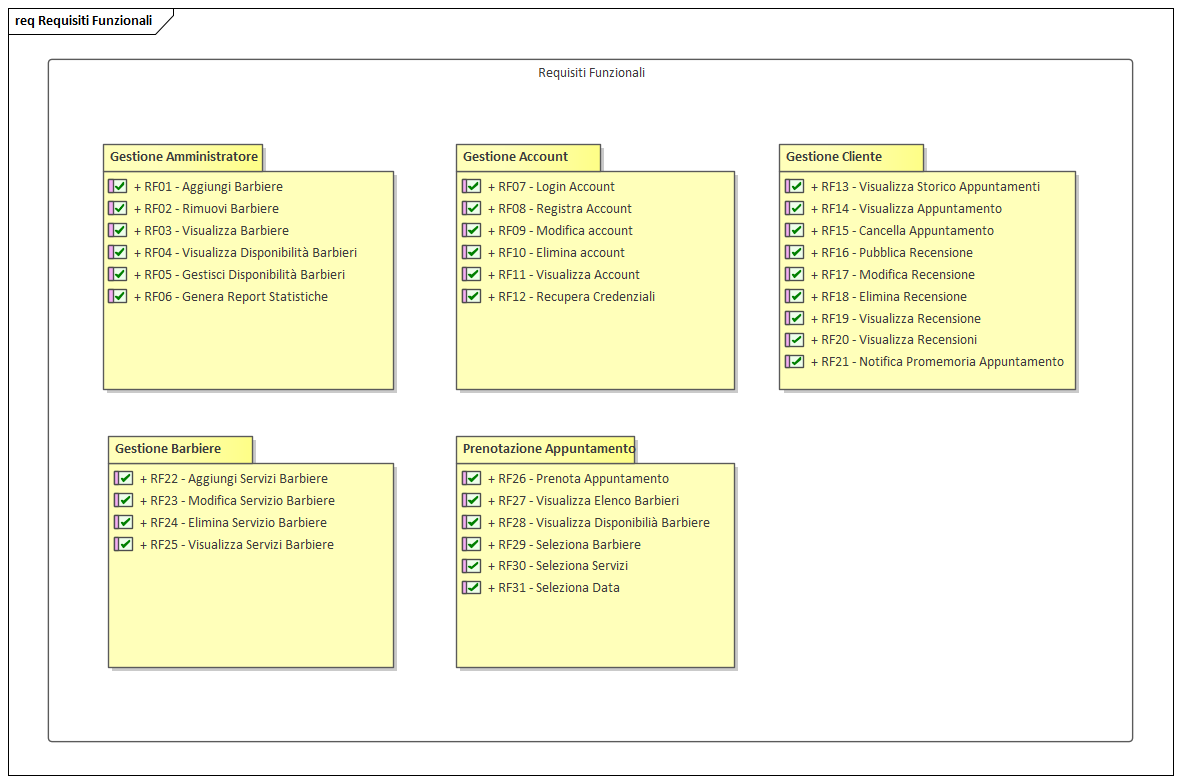 req Requisiti Funzionali
Requisiti Funzionali
Gestione Amministratore
+ RF01 - Aggiungi Barbiere
+ RF02 - Rimuovi Barbiere
+ RF03 - Visualizza Barbiere
+ RF04 - Visualizza Disponibilità Barbieri
+ RF05 - Gestisci Disponibilità Barbieri
+ RF06 - Genera Report Statistiche
Gestione Account
+ RF07 - Login Account
+ RF08 - Registra Account
+ RF09 - Modifica account
+ RF10 - Elimina account
+ RF11 - Visualizza Account
+ RF12 - Recupera Credenziali
Gestione Cliente
+ RF13 - Visualizza Storico Appuntamenti
+ RF14 - Visualizza Appuntamento
+ RF15 - Cancella Appuntamento
+ RF16 - Pubblica Recensione
+ RF17 - Modifica Recensione
+ RF18 - Elimina Recensione
+ RF19 - Visualizza Recensione
+ RF20 - Visualizza Recensioni
+ RF21 - Notifica Promemoria Appuntamento
Gestione Barbiere
+ RF22 - Aggiungi Servizi Barbiere
+ RF23 - Modifica Servizio Barbiere
+ RF24 - Elimina Servizio Barbiere
+ RF25 - Visualizza Servizi Barbiere
Prenotazione Appuntamento
+ RF26 - Prenota Appuntamento
+ RF27 - Visualizza Elenco Barbieri
+ RF28 - Visualizza Disponibilià Barbiere
+ RF29 - Seleziona Barbiere
+ RF30 - Seleziona Servizi
+ RF31 - Seleziona Data